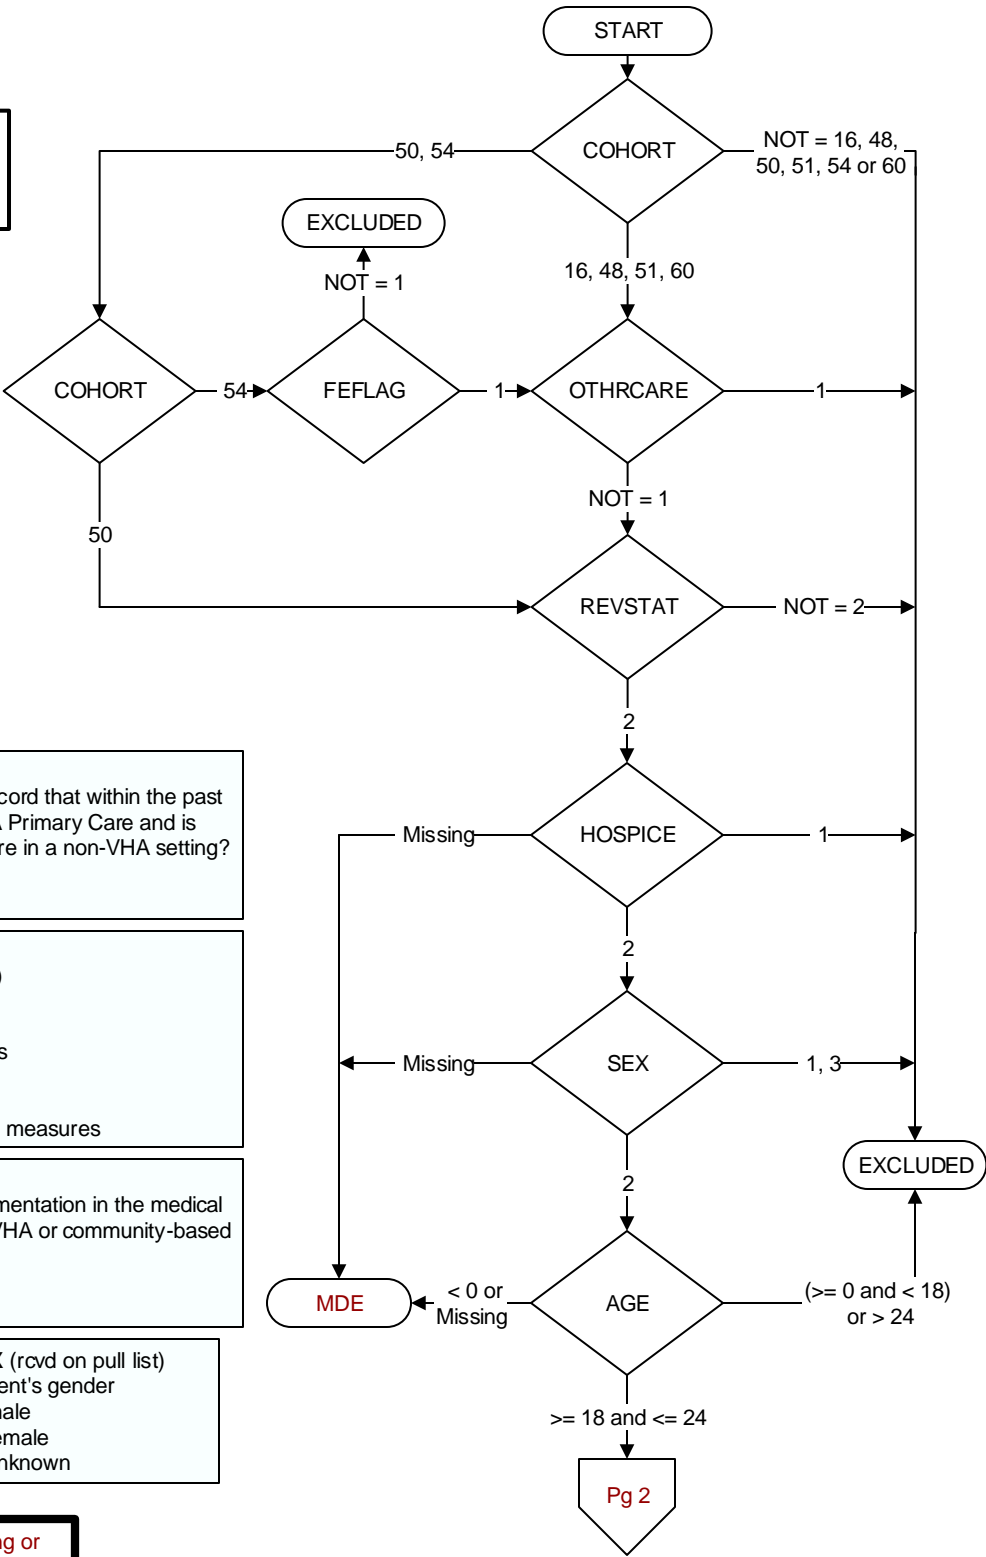 START
COHORT
NOT = 16, 48,
50, 51, 54 or 60
50, 54
EXCLUDED
NOT = 1
16, 48, 51, 60
COHORT
54
FEFLAG
1
OTHRCARE
1
NOT = 1
50
REVSTAT
NOT = 2
2
cord that within the past
A Primary Care and is
re in a non-VHA setting?
Missing
HOSPICE
1
2
)
s
measures
Missing
SEX
1, 3
EXCLUDED
2
mentation in the medical
VHA or community-based
MDE
< 0 or
Missing
AGE
(>= 0 and < 18)
or > 24
X (rcvd on pull list)
ent's gender
nale
emale
nknown
>= 18 and <= 24
Pg 2
ng or